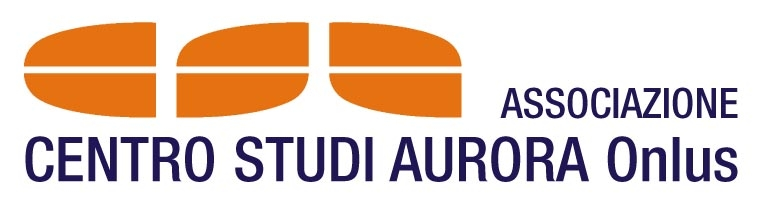 ASSOCIAZIONE
CENTRO STUDI AURORA Onlus